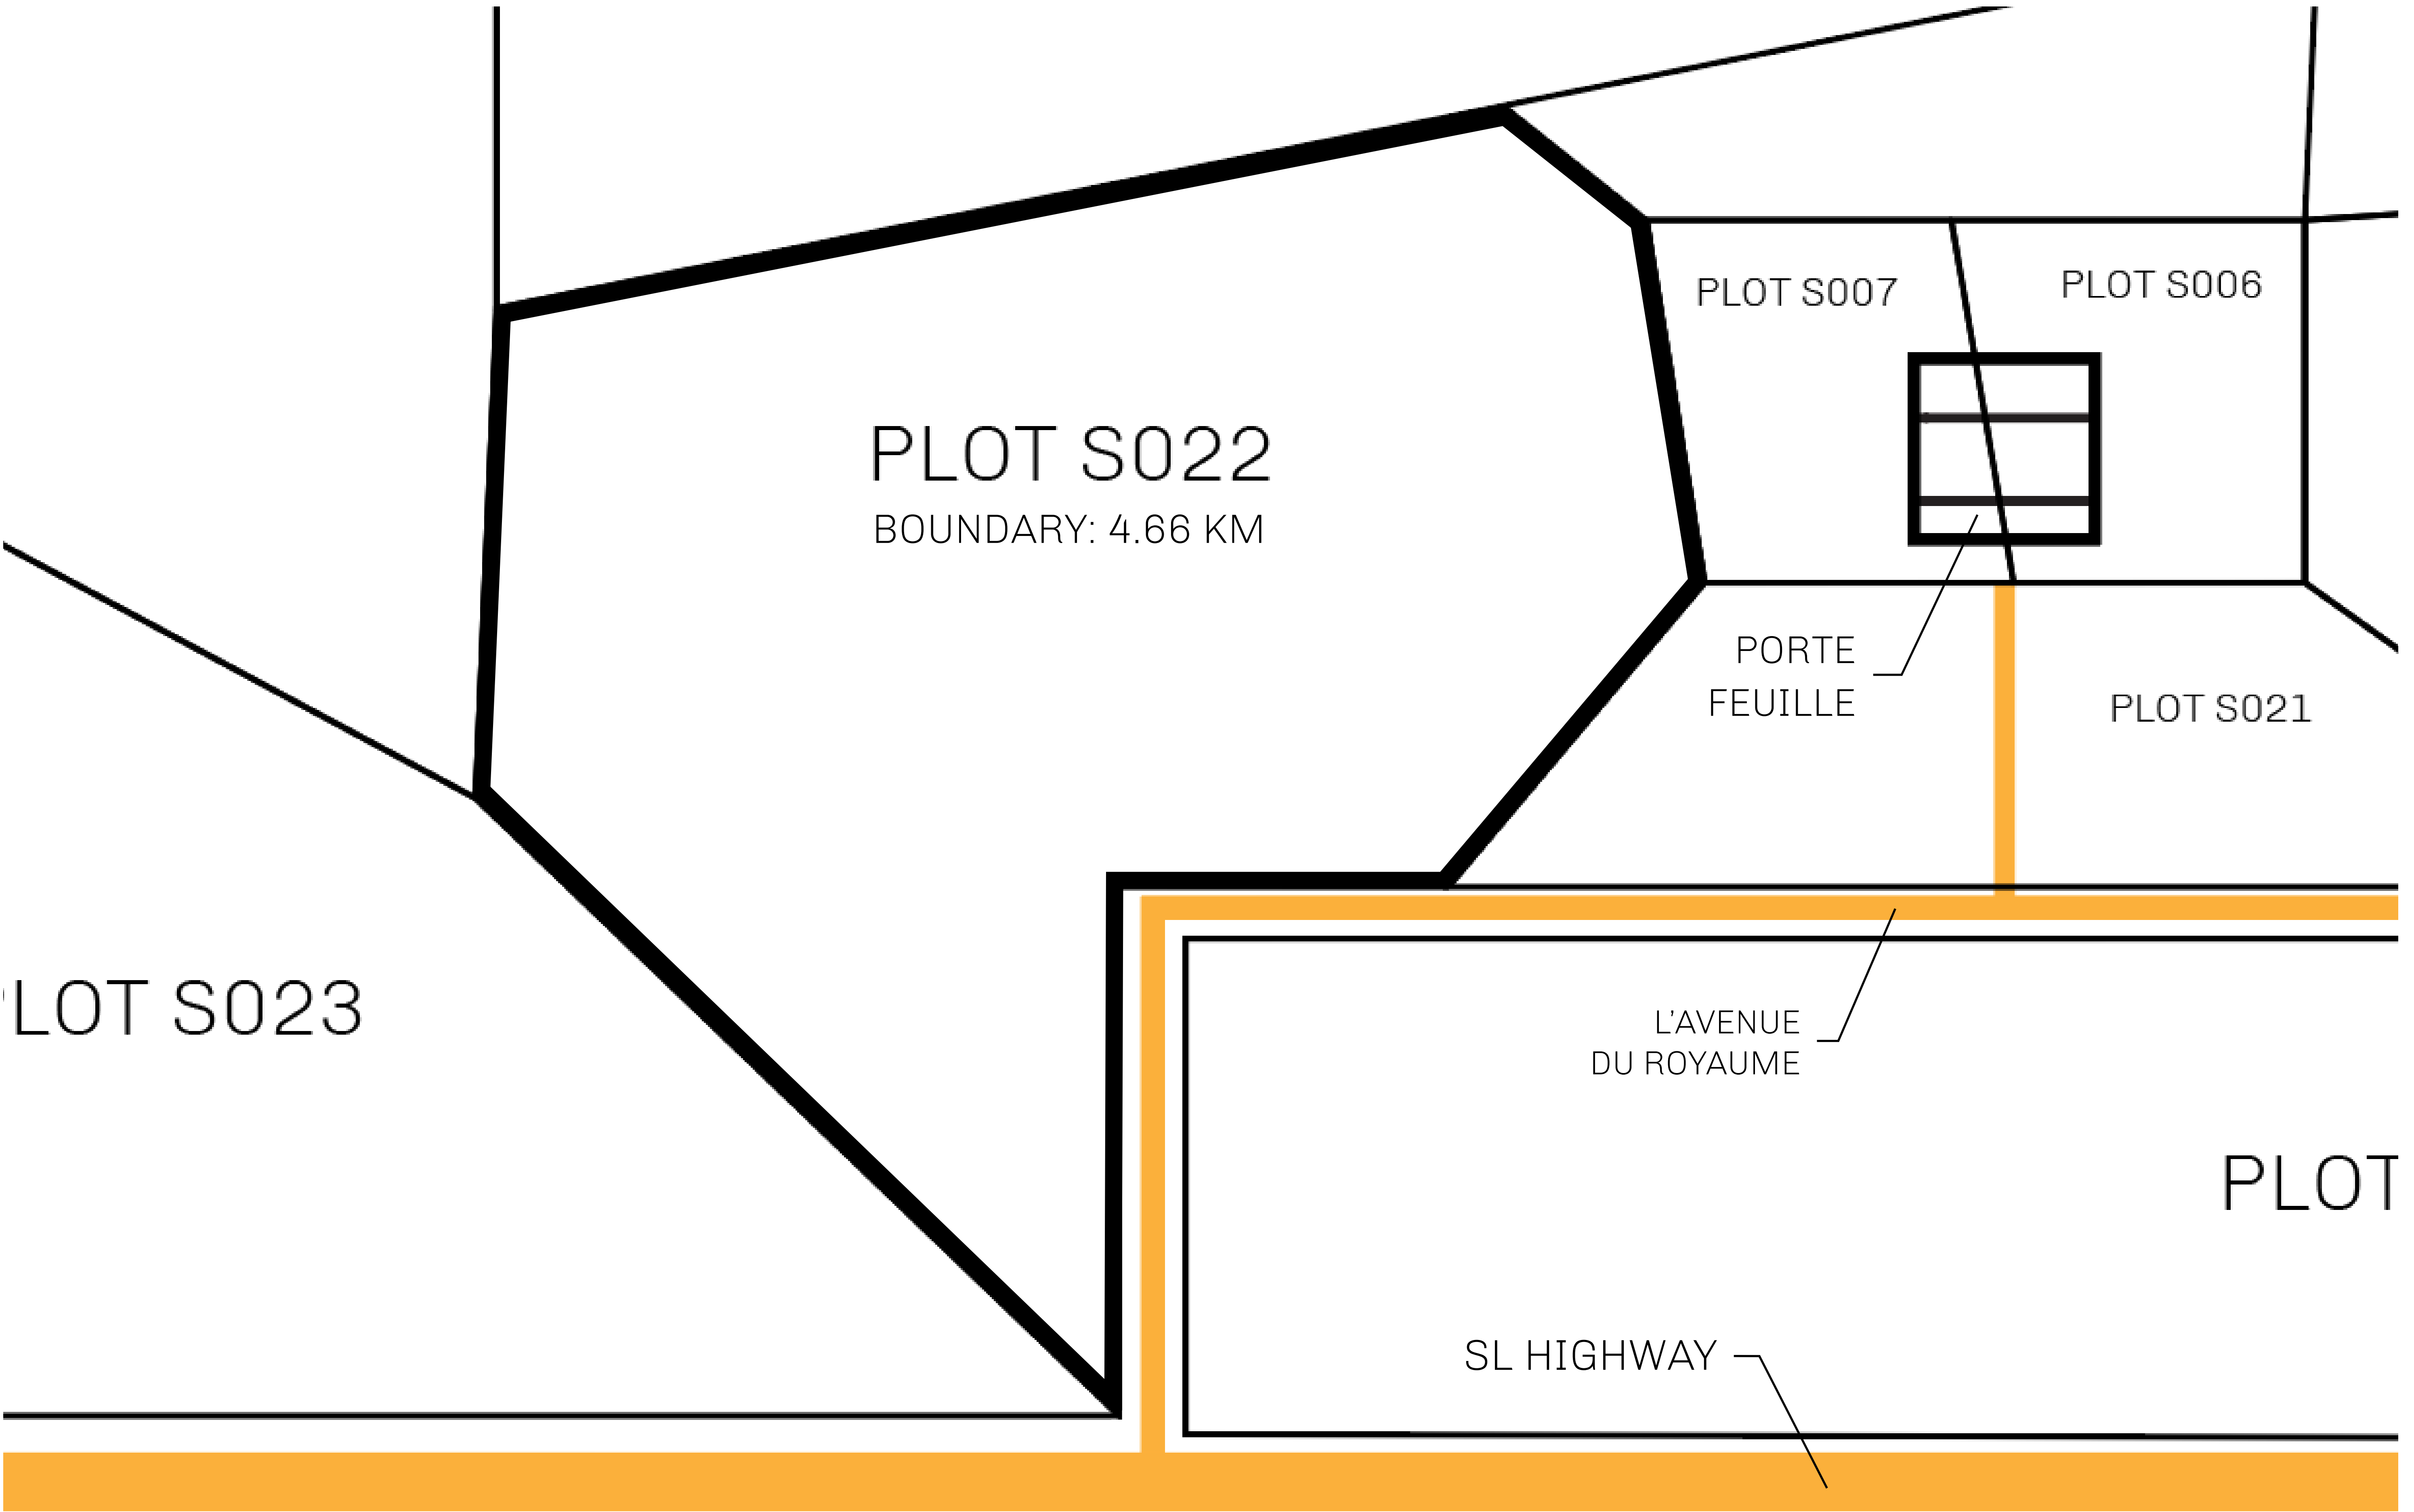 PLOT S007
PLOT S006
PLOT S022
BOUNDARY: 4.66 KM
PORTE
FEUILLE
PLOT S021
LOT S023
L'AVENUE
DU ROYAUME
PLOT
SL HIGHWAY